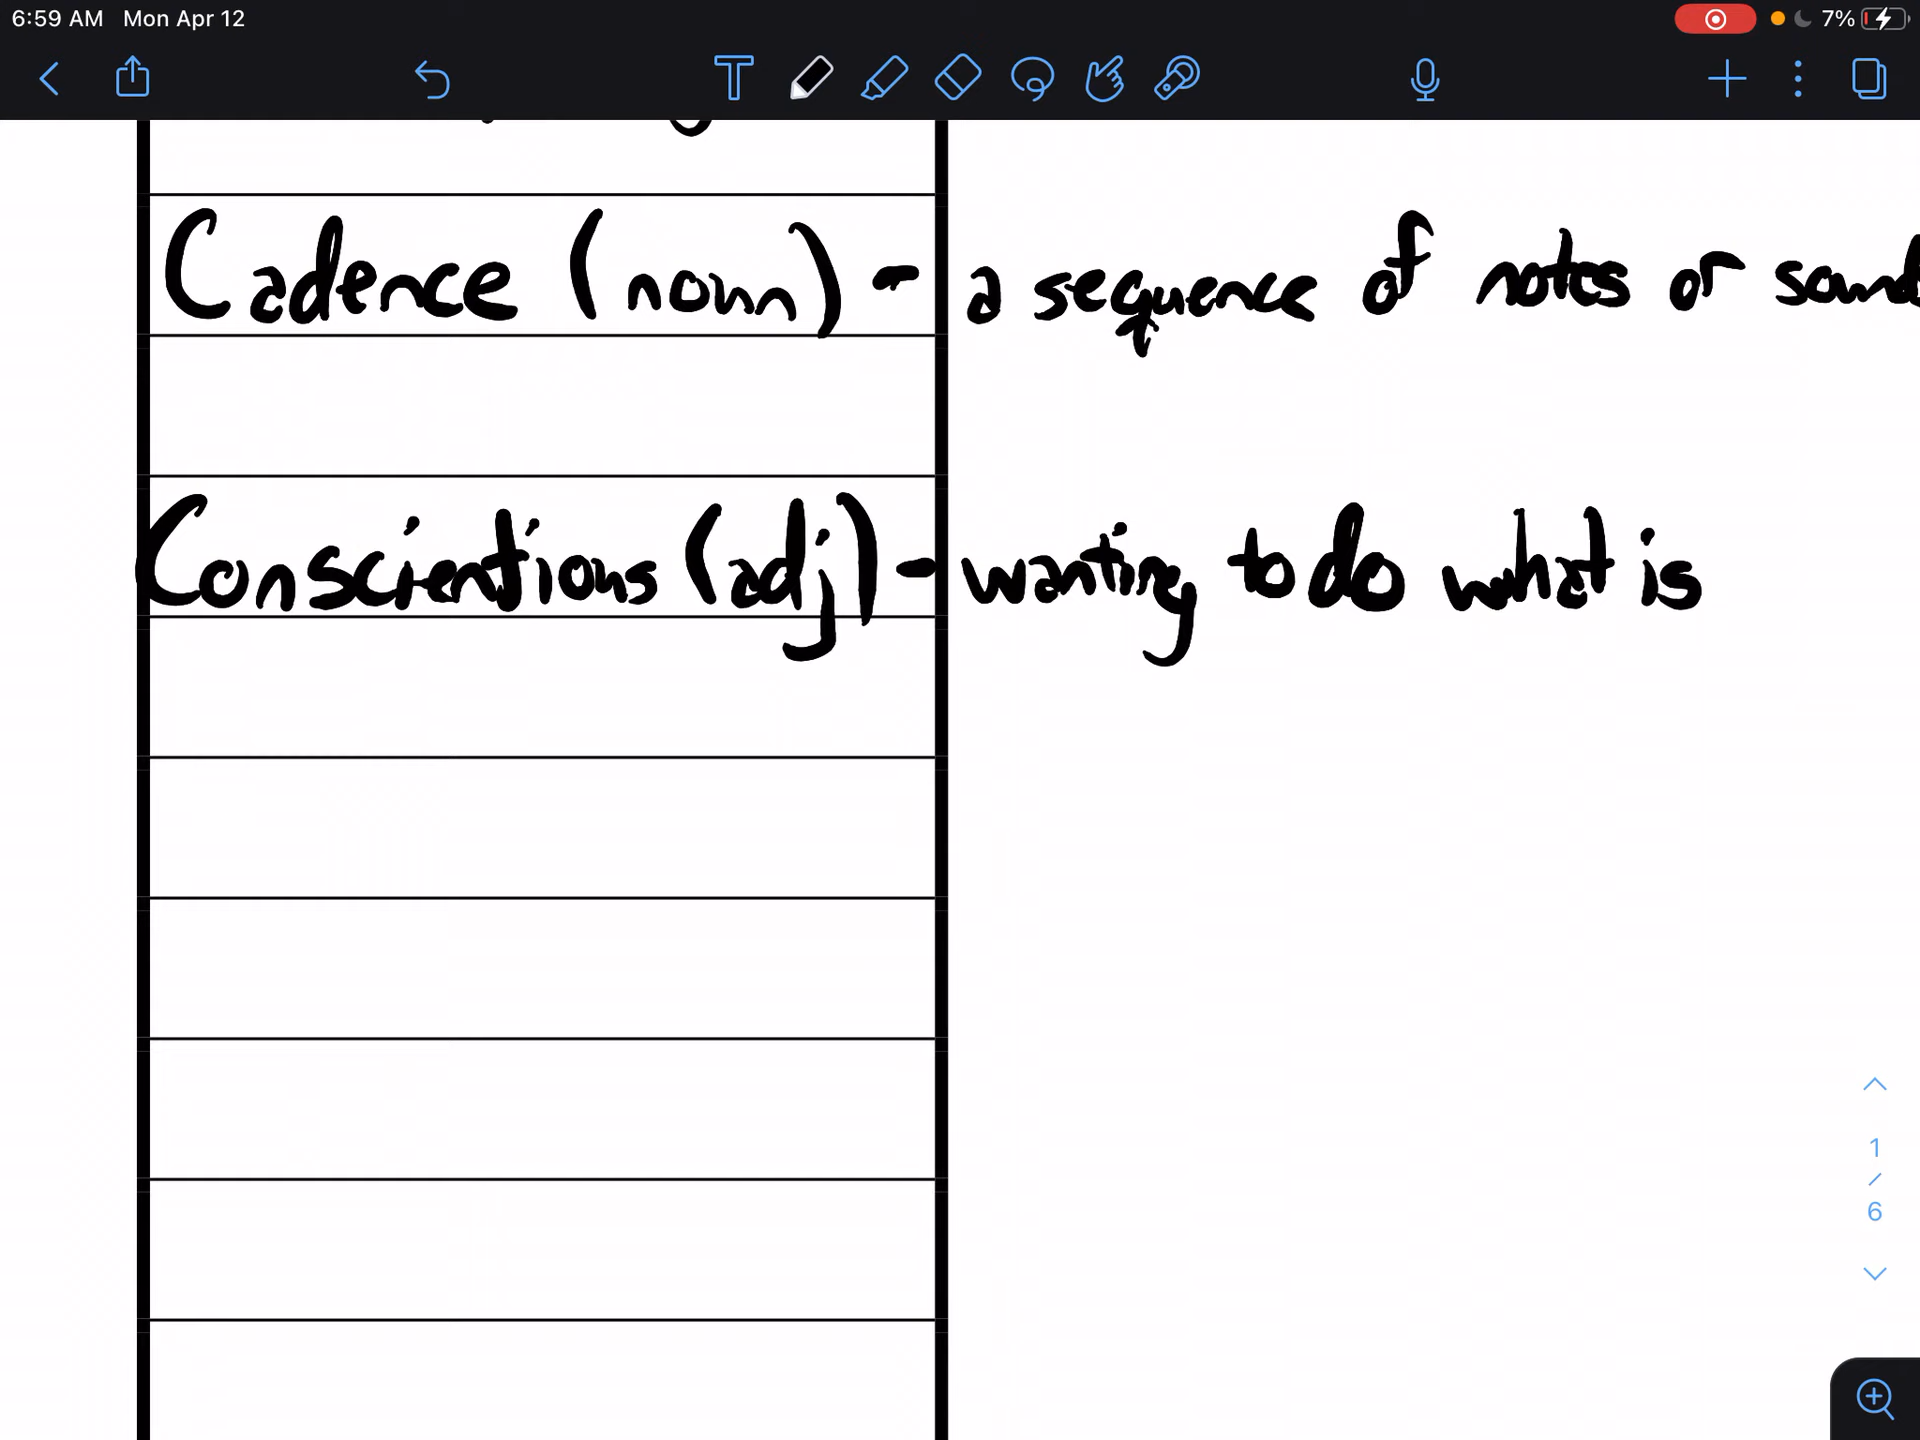 6:59 AM Mon Apr 12
7%
Cadence (noun) - a sequence of notes or sound
Conscientious (adj) - wanting to do what is
1
/
6